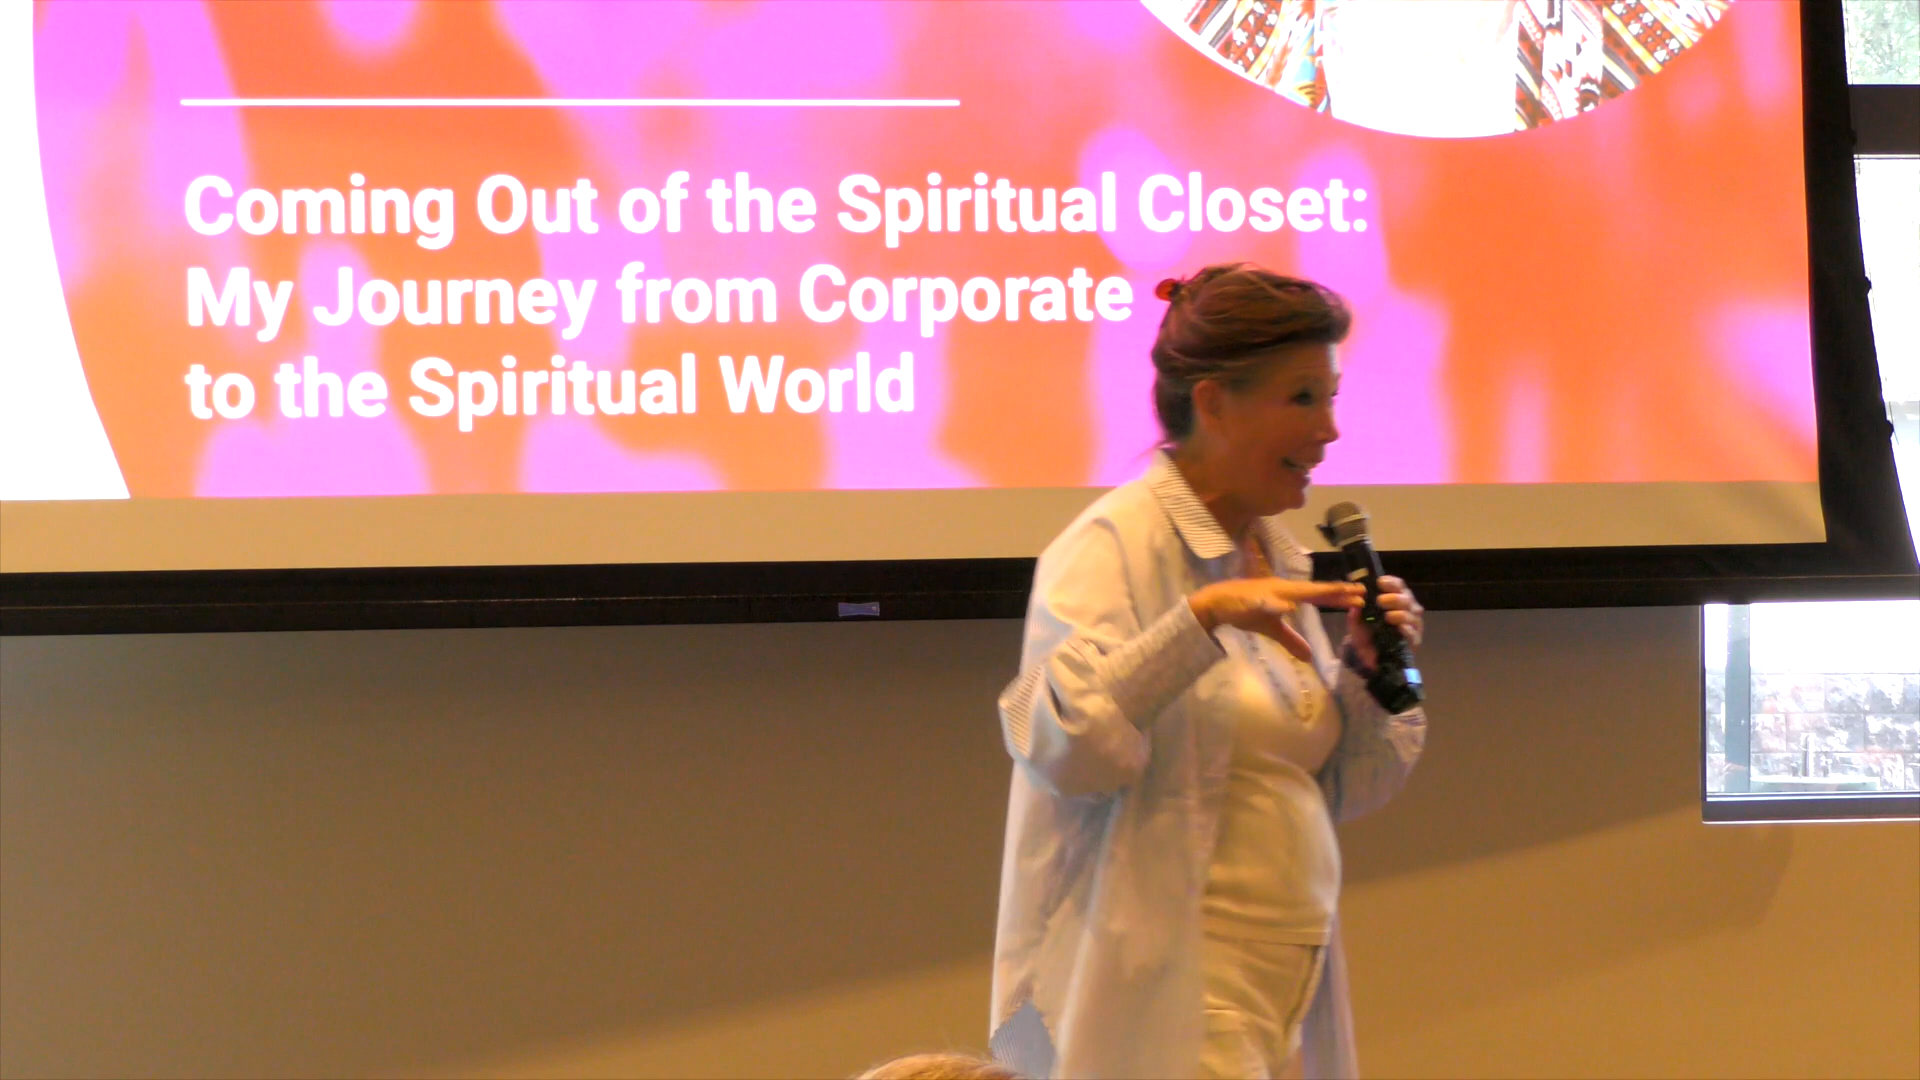 Coming Out of the Spiritual Closet:
My Journey from Corporate
to the Spiritual World